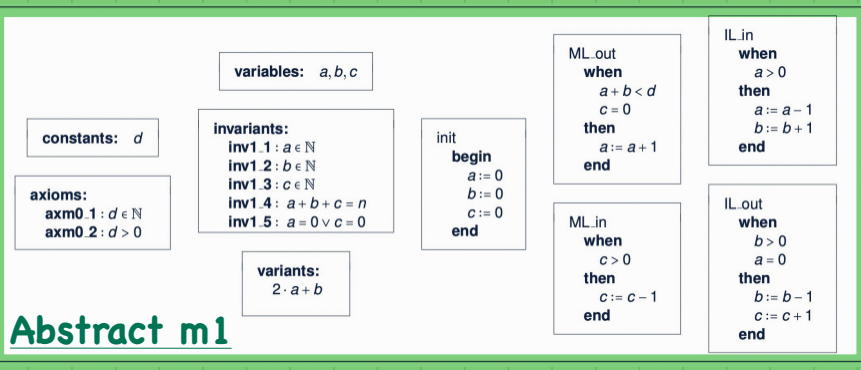 variables: a, b, c
constants: d
axioms:
axm0_1 : d ∈ ℕ
axm0_2 : d > 0
invariants:
inv1_1 : a ∈ ℕ
inv1_2 : b ∈ ℕ
inv1_3 : c ∈ ℕ
inv1_4 : a + b + c = n
inv1_5 : a = 0 ∨ c = 0
variants:
2 · a + b
init
begin
a := 0
b := 0
c := 0
end
ML_out
when
a + b < d
c = 0
then
a := a + 1
end
ML_in
when
c > 0
then
c := c − 1
end
IL_in
when
a > 0
then
a := a − 1
b := b + 1
end
IL_out
when
b > 0
a = 0
then
b := b − 1
c := c + 1
end
Abstract m1